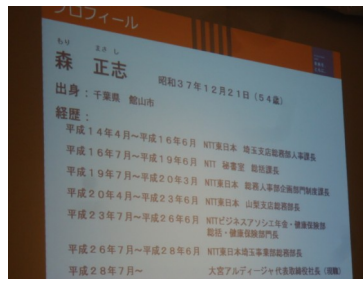 プロフィール
もり まさし
森 正志
昭和37年12月21日（54歳）
出身：千葉県 館山市
経歴：
平成14年4月～平成16年6月 NTT東日本 埼玉支店総務部人事課長
平成16年7月～平成19年6月 NTT 秘書室 総括課長
平成19年7月～平成20年3月 NTT東日本 総務人事部企画部門制度課長
平成20年4月～平成23年6月 NTT東日本 山梨支店総務部長
平成23年7月～平成26年6月 NTTビジネスアソシエ年金・健康保険部
総括・健康保険部門長
平成26年7月～平成28年6月 NTT東日本埼玉事業部総務部長
平成28年7月～ 大宮アルディージャ代表取締役社長（現職）